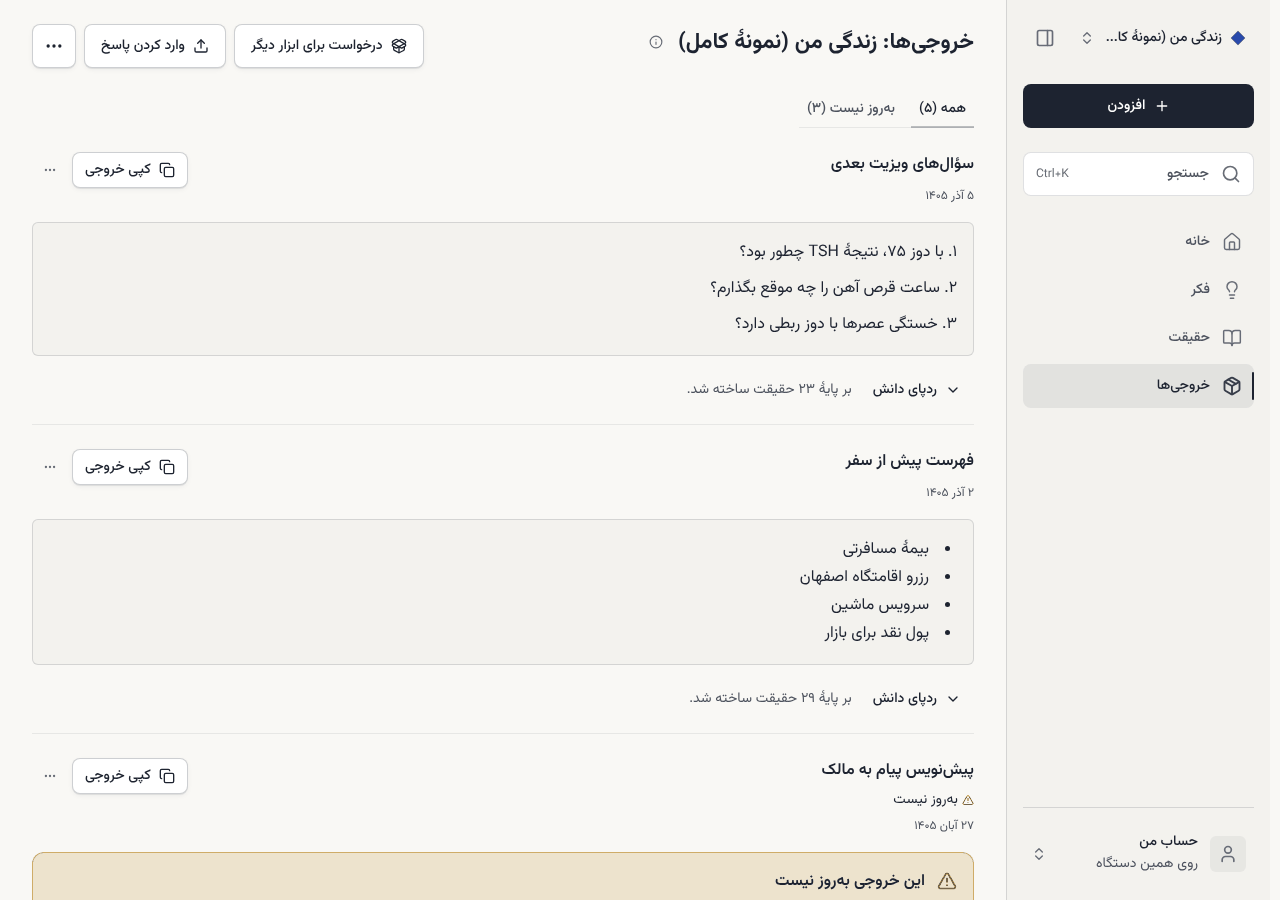 زندگی من (نمونهٔ کا...
افزودن
جستجو
Ctrl+K
خانه
فکر
حقیقت
خروجی‌ها
حساب من
روی همین دستگاه
خروجی‌ها: زندگی من (نمونهٔ کامل)
درخواست برای ابزار دیگر
وارد کردن پاسخ
همه (۵)
به‌روز نیست (۳)
سؤال‌های ویزیت بعدی
کپی خروجی
۵ آذر ۱۴۰۵
۱. با دوز ۷۵، نتیجهٔ TSH چطور بود؟
۲. ساعت قرص آهن را چه موقع بگذارم؟
۳. خستگی عصرها با دوز ربطی دارد؟
ردپای دانش
بر پایهٔ ۲۳ حقیقت ساخته شد.
فهرست پیش از سفر
کپی خروجی
۲ آذر ۱۴۰۵
• بیمهٔ مسافرتی
• رزرو اقامتگاه اصفهان
• سرویس ماشین
• پول نقد برای بازار
ردپای دانش
بر پایهٔ ۲۹ حقیقت ساخته شد.
پیش‌نویس پیام به مالک
کپی خروجی
به‌روز نیست
۲۷ آبان ۱۴۰۵
این خروجی به‌روز نیست